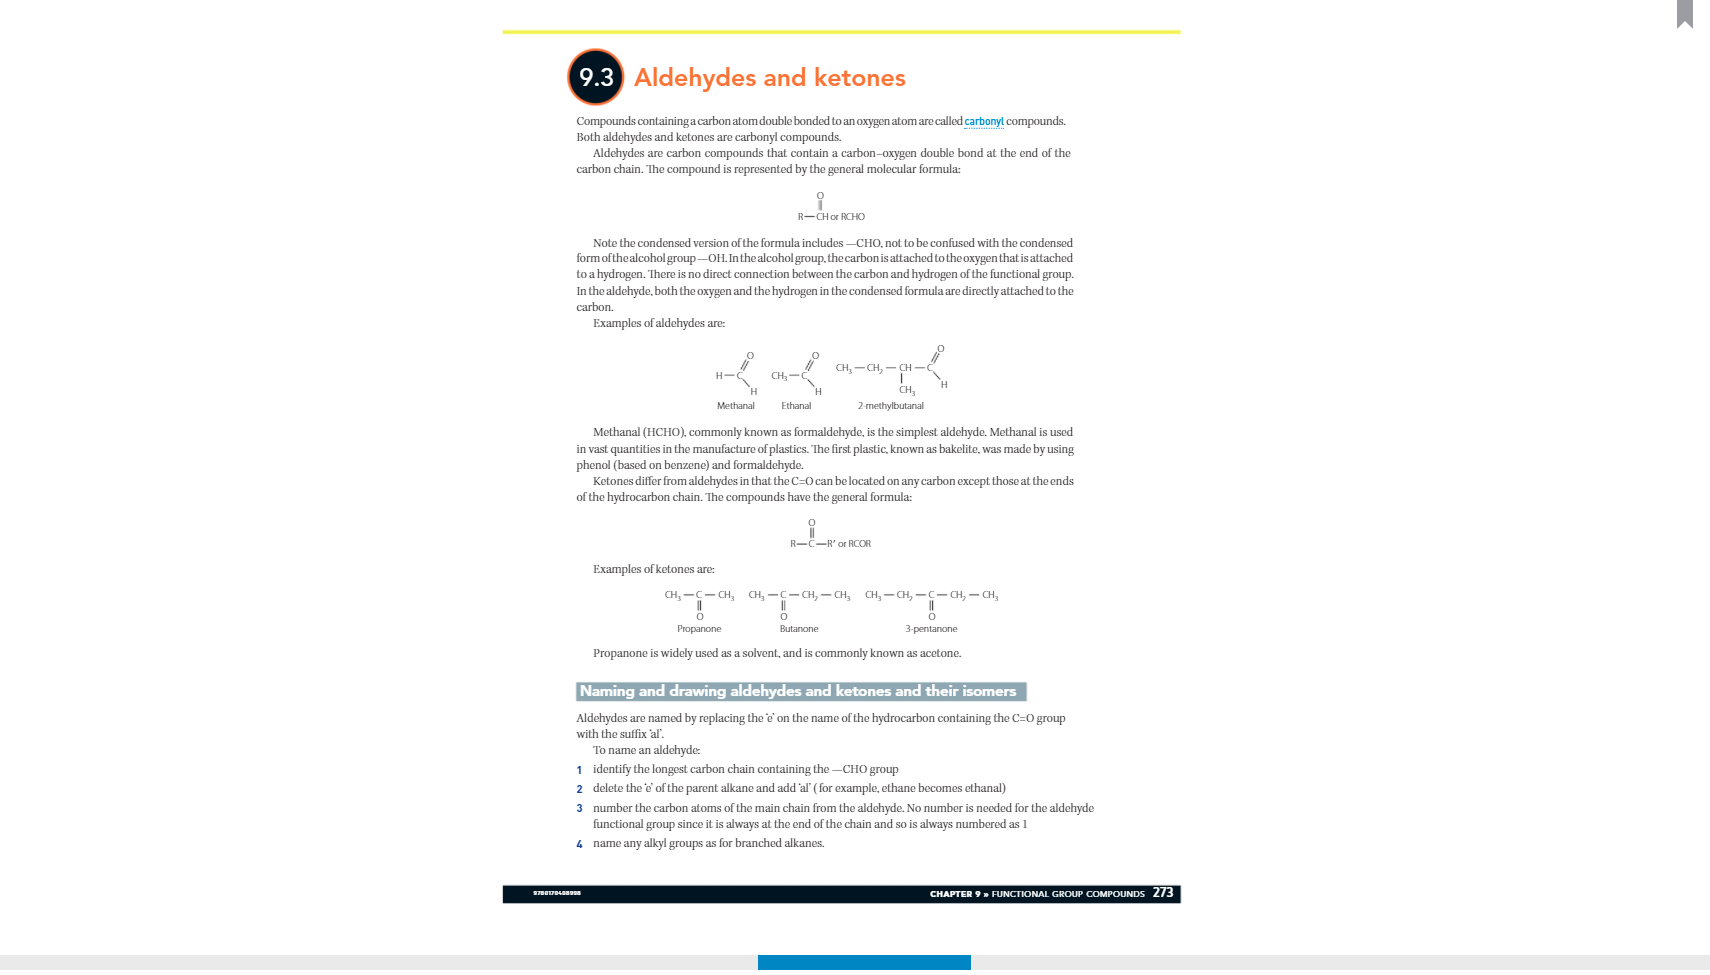 9.3 Aldehydes and ketones
Compounds containing a carbon atom double bonded to an oxygen atom are called carbonyl compounds.
Both aldehydes and ketones are carbonyl compounds.
Aldehydes are carbon compounds that contain a carbon–oxygen double bond at the end of the
carbon chain. The compound is represented by the general molecular formula:
O
R—CH or RCHO
Note the condensed version of the formula includes —CHO, not to be confused with the condensed
form of the alcohol group —OH. In the alcohol group, the carbon is attached to the oxygen that is attached
to a hydrogen. There is no direct connection between the carbon and hydrogen of the functional group.
In the aldehyde, both the oxygen and the hydrogen in the condensed formula are directly attached to the
carbon.
Examples of aldehydes are:
O O O
H—C CH₃—C CH₃—CH₂—CH—C
H H CH₃ H
Methanal Ethanal 2-methylbutanal
Methanal (HCHO), commonly known as formaldehyde, is the simplest aldehyde. Methanal is used
in vast quantities in the manufacture of plastics. The first plastic, known as bakelite, was made by using
phenol (based on benzene) and formaldehyde.
Ketones differ from aldehydes in that the C=O can be located on any carbon except those at the ends
of the hydrocarbon chain. The compounds have the general formula:
O
R—C—R′ or RCOR
Examples of ketones are:
CH₃—C—CH₃ CH₃—C—CH₂—CH₃ CH₃—CH₂—C—CH₂—CH₃
O O O
Propanone Butanone 3-pentanone
Propanone is widely used as a solvent, and is commonly known as acetone.
Naming and drawing aldehydes and ketones and their isomers
Aldehydes are named by replacing the 'e' on the name of the hydrocarbon containing the C=O group
with the suffix 'al'.
To name an aldehyde:
1 identify the longest carbon chain containing the —CHO group
2 delete the 'e' of the parent alkane and add 'al' (for example, ethane becomes ethanal)
3 number the carbon atoms of the main chain from the aldehyde. No number is needed for the aldehyde
functional group since it is always at the end of the chain and so is always numbered as 1
4 name any alkyl groups as for branched alkanes.
9780170408998 CHAPTER 9 » FUNCTIONAL GROUP COMPOUNDS 273